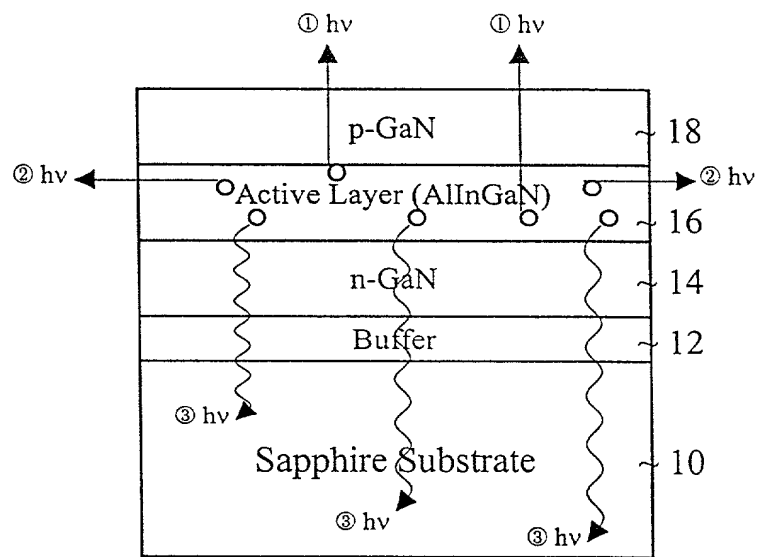 ① hν ① hν
p-GaN ~ 18
② hν ② hν
Active Layer (AlInGaN)
~ 16
n-GaN ~ 14
Buffer ~ 12
③ hν
Sapphire Substrate ~ 10
③ hν
③ hν